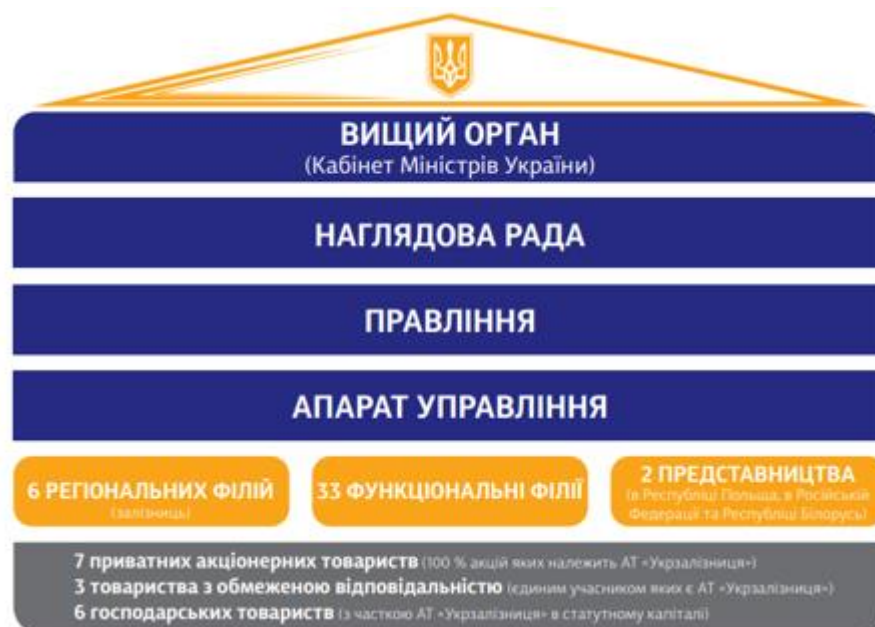 ВИЩИЙ ОРГАН
(Кабінет Міністрів України)
НАГЛЯДОВА РАДА
ПРАВЛІННЯ
АПАРАТ УПРАВЛІННЯ
6 РЕГІОНАЛЬНИХ ФІЛІЙ
(залізниць)
33 ФУНКЦІОНАЛЬНІ ФІЛІЇ
2 ПРЕДСТАВНИЦТВА
(в Республіці Польща, в Російській
Федерації та Республіці Білорусь)
7 приватних акціонерних товариств (100 % акцій яких належить АТ «Укрзалізниця»)
3 товариства з обмеженою відповідальністю (єдиним учасником яких є АТ «Укрзалізниця»)
6 господарських товариств (з часткою АТ «Укрзалізниця» в статутному капіталі)